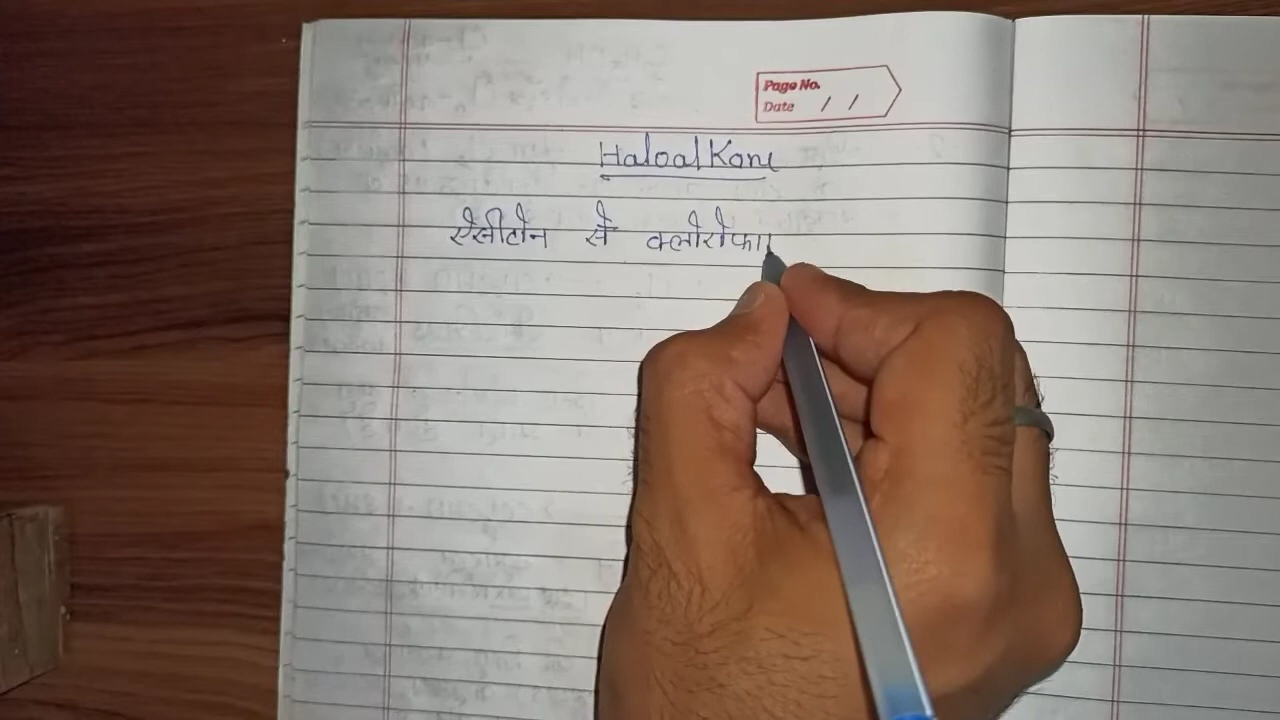 Page No.
Date / /
Haloalkane
ऐसीटोन से क्लोरोफा